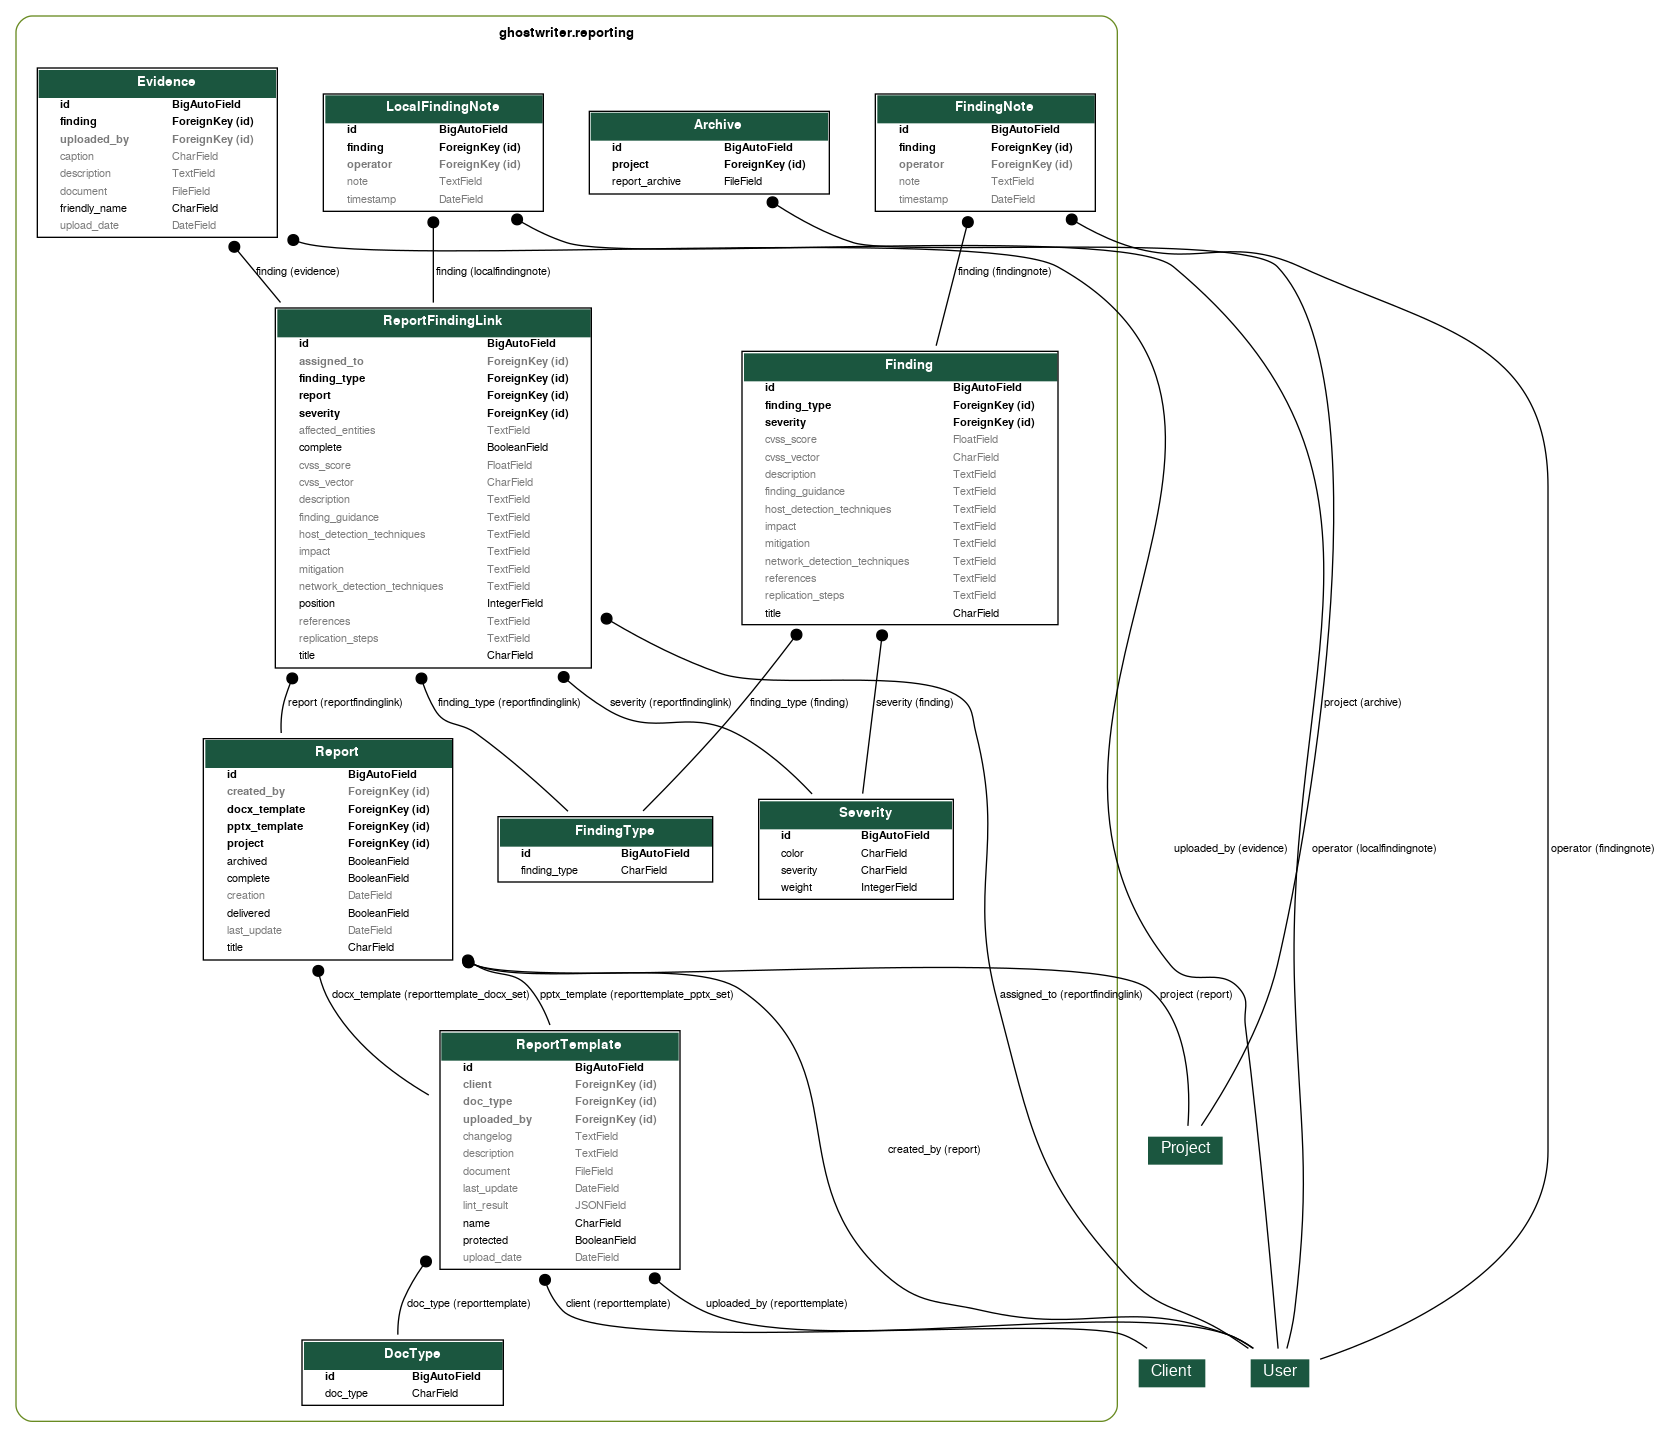 ghostwriter.reporting
Evidence
id BigAutoField
finding ForeignKey (id)
uploaded_by ForeignKey (id)
caption CharField
description TextField
document FileField
friendly_name CharField
upload_date DateField
LocalFindingNote
id BigAutoField
finding ForeignKey (id)
operator ForeignKey (id)
note TextField
timestamp DateField
Archive
id BigAutoField
project ForeignKey (id)
report_archive FileField
FindingNote
id BigAutoField
finding ForeignKey (id)
operator ForeignKey (id)
note TextField
timestamp DateField
finding (evidence)
finding (localfindingnote)
finding (findingnote)
ReportFindingLink
id BigAutoField
assigned_to ForeignKey (id)
finding_type ForeignKey (id)
report ForeignKey (id)
severity ForeignKey (id)
affected_entities TextField
complete BooleanField
cvss_score FloatField
cvss_vector CharField
description TextField
finding_guidance TextField
host_detection_techniques TextField
impact TextField
mitigation TextField
network_detection_techniques TextField
position IntegerField
references TextField
replication_steps TextField
title CharField
Finding
id BigAutoField
finding_type ForeignKey (id)
severity ForeignKey (id)
cvss_score FloatField
cvss_vector CharField
description TextField
finding_guidance TextField
host_detection_techniques TextField
impact TextField
mitigation TextField
network_detection_techniques TextField
references TextField
replication_steps TextField
title CharField
report (reportfindinglink)
finding_type (reportfindinglink)
severity (reportfindinglink)
finding_type (finding)
severity (finding)
project (archive)
Report
id BigAutoField
created_by ForeignKey (id)
docx_template ForeignKey (id)
pptx_template ForeignKey (id)
project ForeignKey (id)
archived BooleanField
complete BooleanField
creation DateField
delivered BooleanField
last_update DateField
title CharField
FindingType
id BigAutoField
finding_type CharField
Severity
id BigAutoField
color CharField
severity CharField
weight IntegerField
uploaded_by (evidence)
operator (localfindingnote)
operator (findingnote)
docx_template (reporttemplate_docx_set)
pptx_template (reporttemplate_pptx_set)
assigned_to (reportfindinglink)
project (report)
ReportTemplate
id BigAutoField
client ForeignKey (id)
doc_type ForeignKey (id)
uploaded_by ForeignKey (id)
changelog TextField
description TextField
document FileField
last_update DateField
lint_result JSONField
name CharField
protected BooleanField
upload_date DateField
created_by (report)
Project
doc_type (reporttemplate)
client (reporttemplate)
uploaded_by (reporttemplate)
DocType
id BigAutoField
doc_type CharField
Client
User